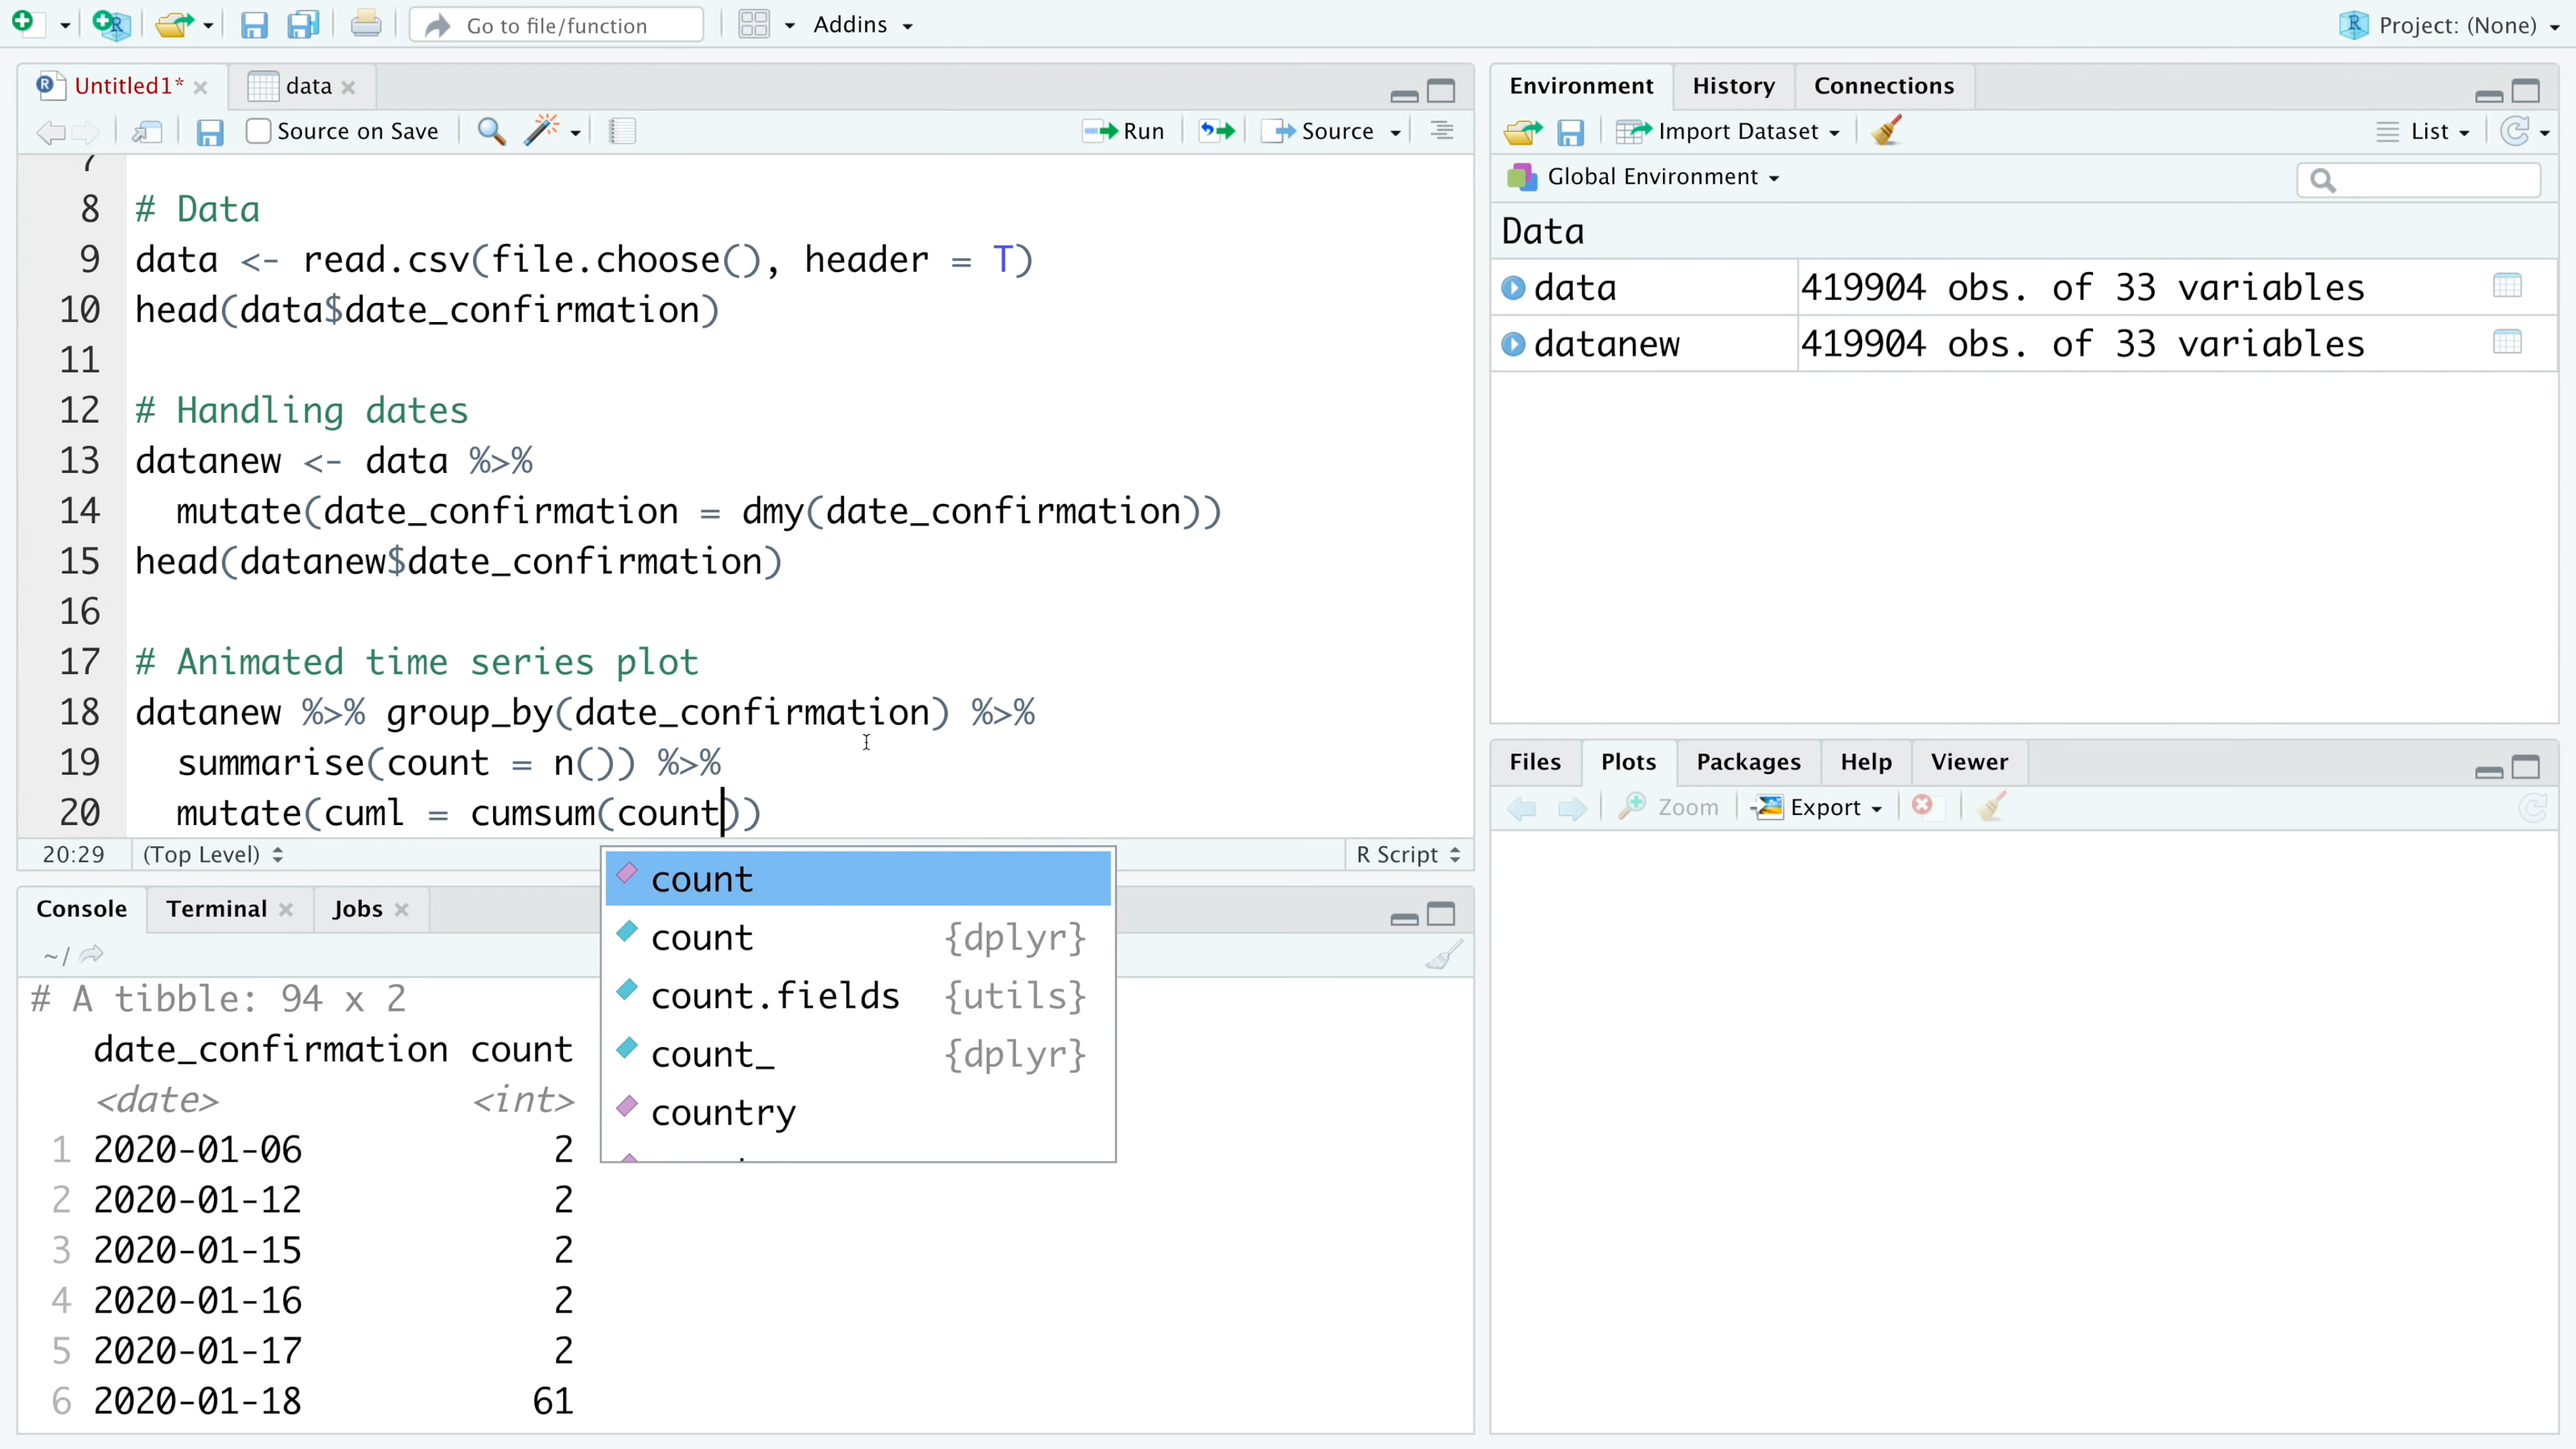 Go to file/function
Addins
Project: (None)
Untitled1*
data
Source on Save
Run
Source
7
8 # Data
9 data <- read.csv(file.choose(), header = T)
10 head(data$date_confirmation)
11
12 # Handling dates
13 datanew <- data %>%
14 mutate(date_confirmation = dmy(date_confirmation))
15 head(datanew$date_confirmation)
16
17 # Animated time series plot
18 datanew %>% group_by(date_confirmation) %>%
19 summarise(count = n()) %>%
20 mutate(cuml = cumsum(count))
20:29 (Top Level) R Script
count
count {dplyr}
count.fields {utils}
count_ {dplyr}
country
Console Terminal Jobs
~/
# A tibble: 94 x 2
date_confirmation count
<date> <int>
1 2020-01-06 2
2 2020-01-12 2
3 2020-01-15 2
4 2020-01-16 2
5 2020-01-17 2
6 2020-01-18 61
Environment History Connections
Import Dataset List
Global Environment
Data
data 419904 obs. of 33 variables
datanew 419904 obs. of 33 variables
Files Plots Packages Help Viewer
Zoom Export